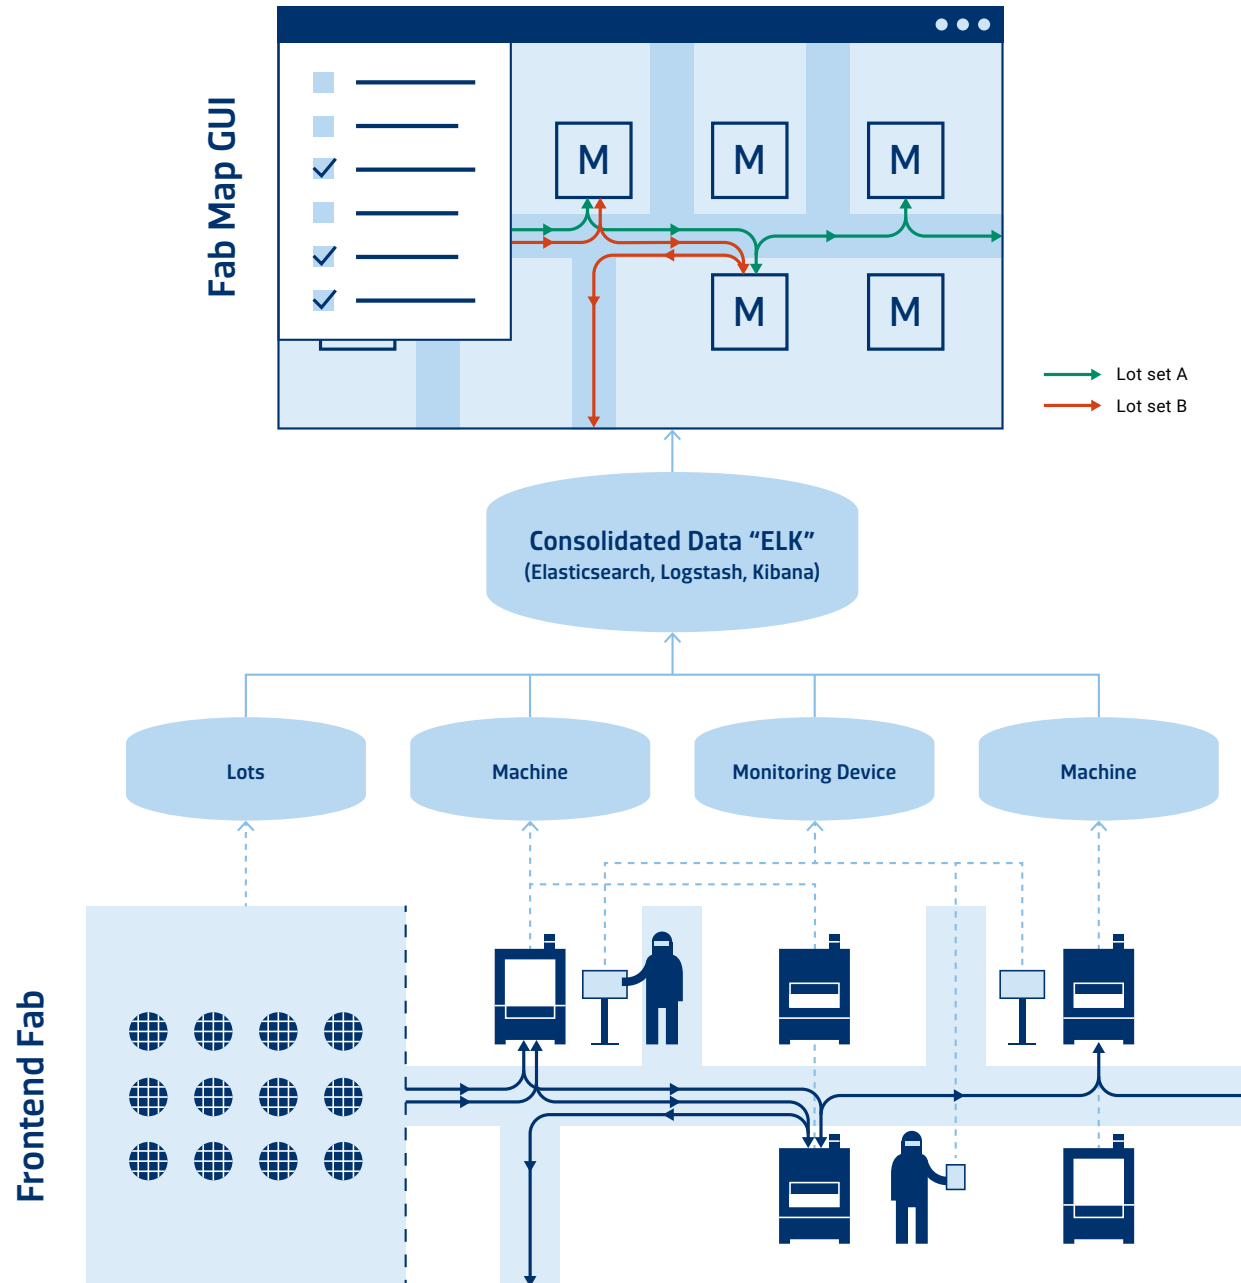 Fab Map GUI
M
M
M
M
M
Lot set A
Lot set B
Consolidated Data “ELK”
(Elasticsearch, Logstash, Kibana)
Lots
Machine
Monitoring Device
Machine
Frontend Fab